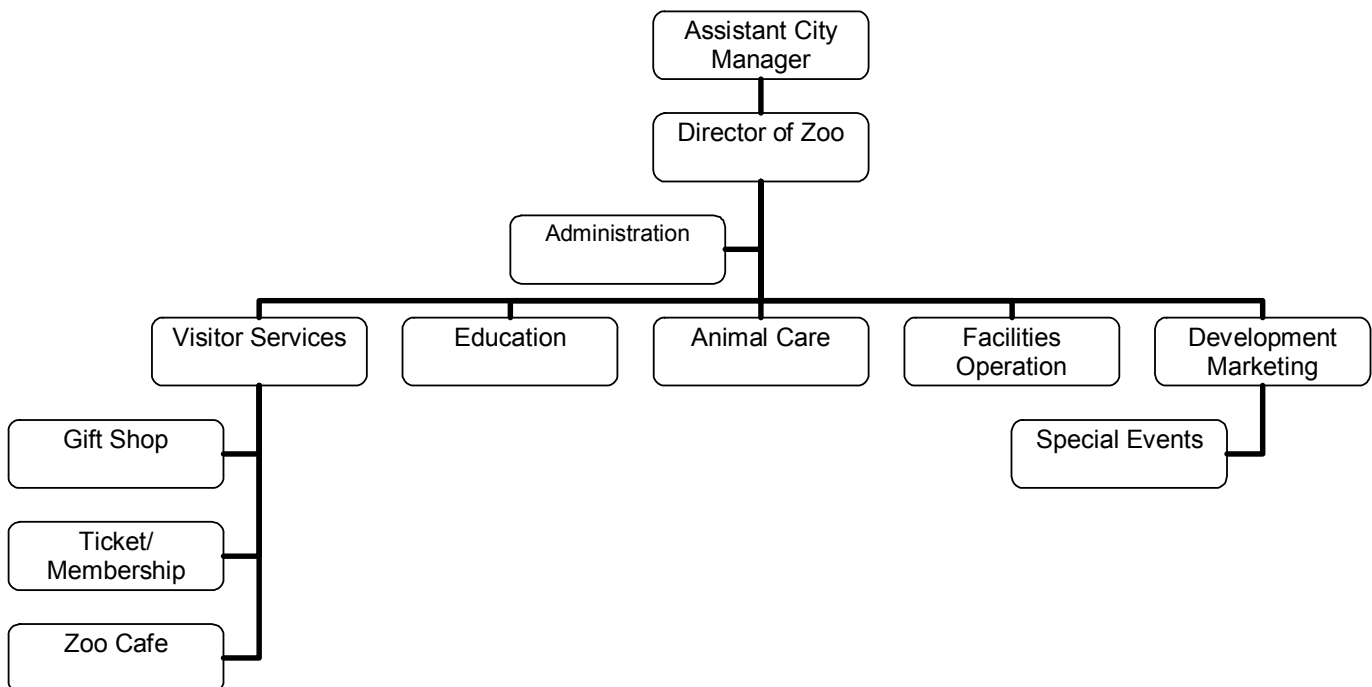 Assistant City
Manager
Director of Zoo
Administration
Visitor Services
Education
Animal Care
Facilities
Operation
Development
Marketing
Gift Shop
Special Events
Ticket/
Membership
Zoo Cafe